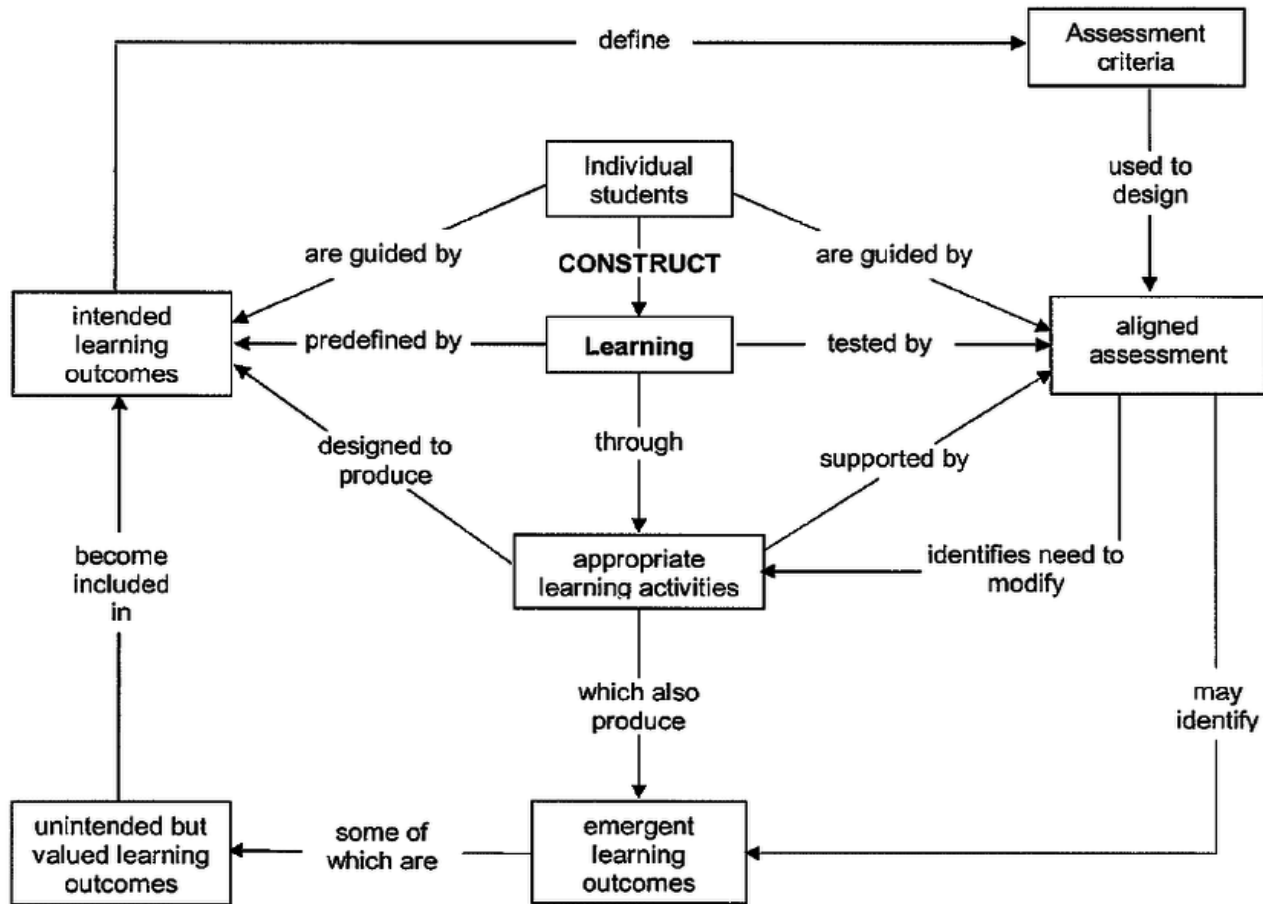 define
Assessment
criteria
Individual
students
used to
design
are guided by
CONSTRUCT
are guided by
intended
learning
outcomes
predefined by
Learning
tested by
aligned
assessment
designed to
produce
through
supported by
become
included
in
appropriate
learning activities
identifies need to
modify
which also
produce
may
identify
unintended but
valued learning
outcomes
some of
which are
emergent
learning
outcomes